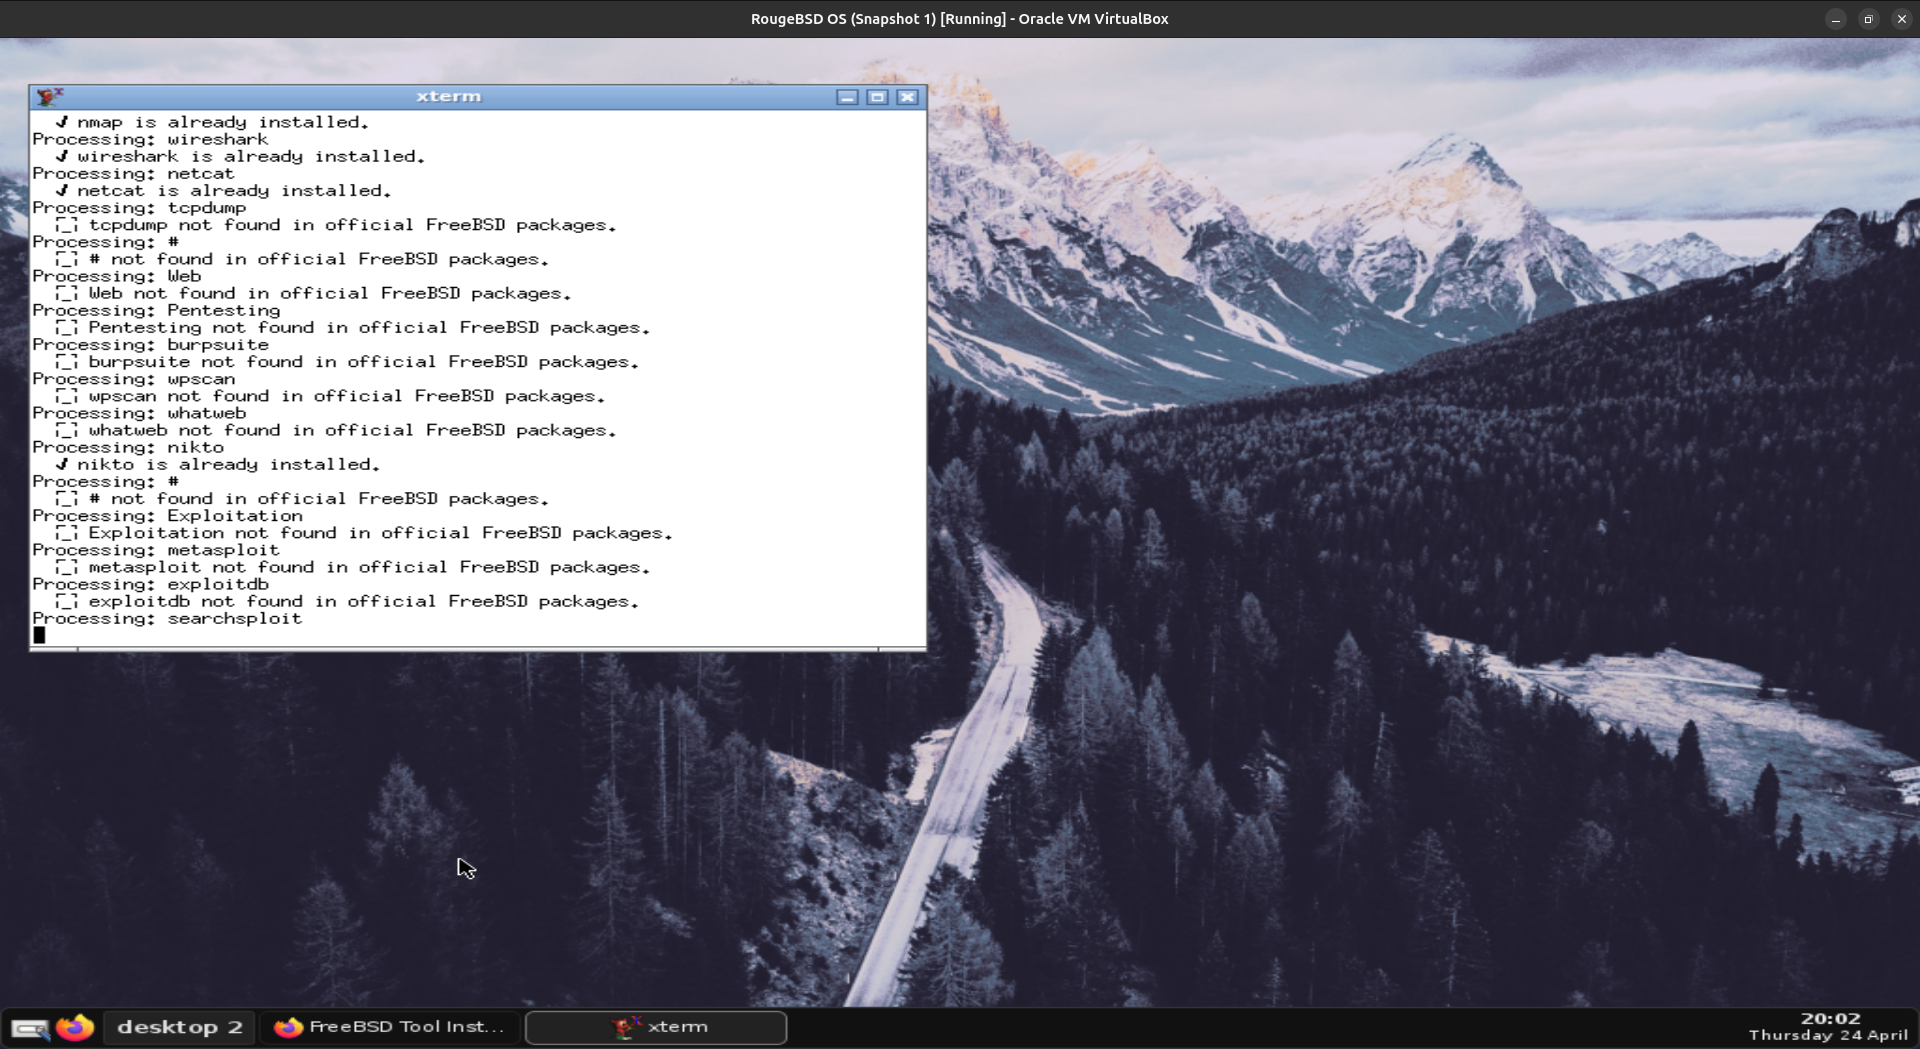 RougeBSD OS (Snapshot 1) [Running] - Oracle VM VirtualBox
xterm
✓ nmap is already installed.
Processing: wireshark
✓ wireshark is already installed.
Processing: netcat
✓ netcat is already installed.
Processing: tcpdump
[_] tcpdump not found in official FreeBSD packages.
Processing: #
[_] # not found in official FreeBSD packages.
Processing: Web
[_] Web not found in official FreeBSD packages.
Processing: Pentesting
[_] Pentesting not found in official FreeBSD packages.
Processing: burpsuite
[_] burpsuite not found in official FreeBSD packages.
Processing: wpscan
[_] wpscan not found in official FreeBSD packages.
Processing: whatweb
[_] whatweb not found in official FreeBSD packages.
Processing: nikto
✓ nikto is already installed.
Processing: #
[_] # not found in official FreeBSD packages.
Processing: Exploitation
[_] Exploitation not found in official FreeBSD packages.
Processing: metasploit
[_] metasploit not found in official FreeBSD packages.
Processing: exploitdb
[_] exploitdb not found in official FreeBSD packages.
Processing: searchsploit
desktop 2
FreeBSD Tool Inst...
xterm
20:02
Thursday 24 April